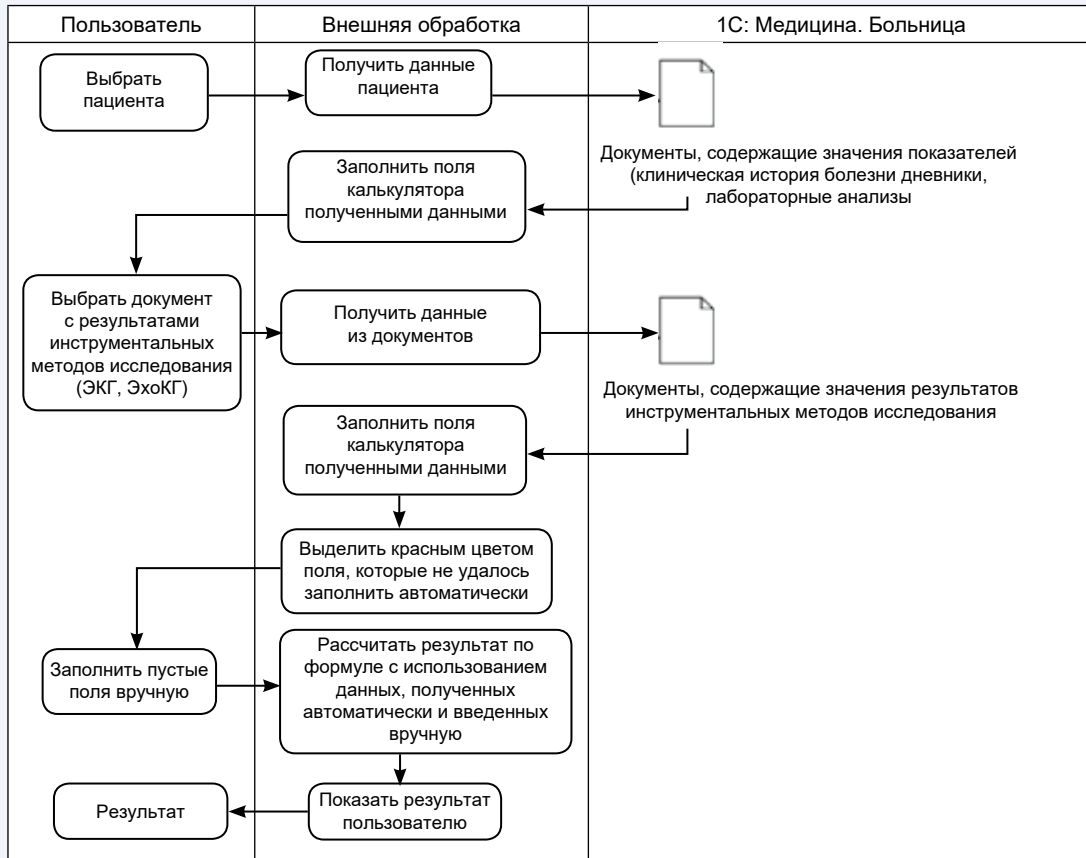 Пользователь
Внешняя обработка
1С: Медицина. Больница
Выбрать
пациента
Получить данные
пациента
Документы, содержащие значения показателей
(клиническая история болезни дневники,
лабораторные анализы
Заполнить поля
калькулятора
полученными данными
Выбрать документ
с результатами
инструментальных
методов исследования
(ЭКГ, ЭхоКГ)
Получить данные
из документов
Документы, содержащие значения результатов
инструментальных методов исследования
Заполнить поля
калькулятора
полученными данными
Выделить красным цветом
поля, которые не удалось
заполнить автоматически
Заполнить пустые
поля вручную
Рассчитать результат по
формуле с использованием
данных, полученных
автоматически и введенных
вручную
Показать результат
пользователю
Результат